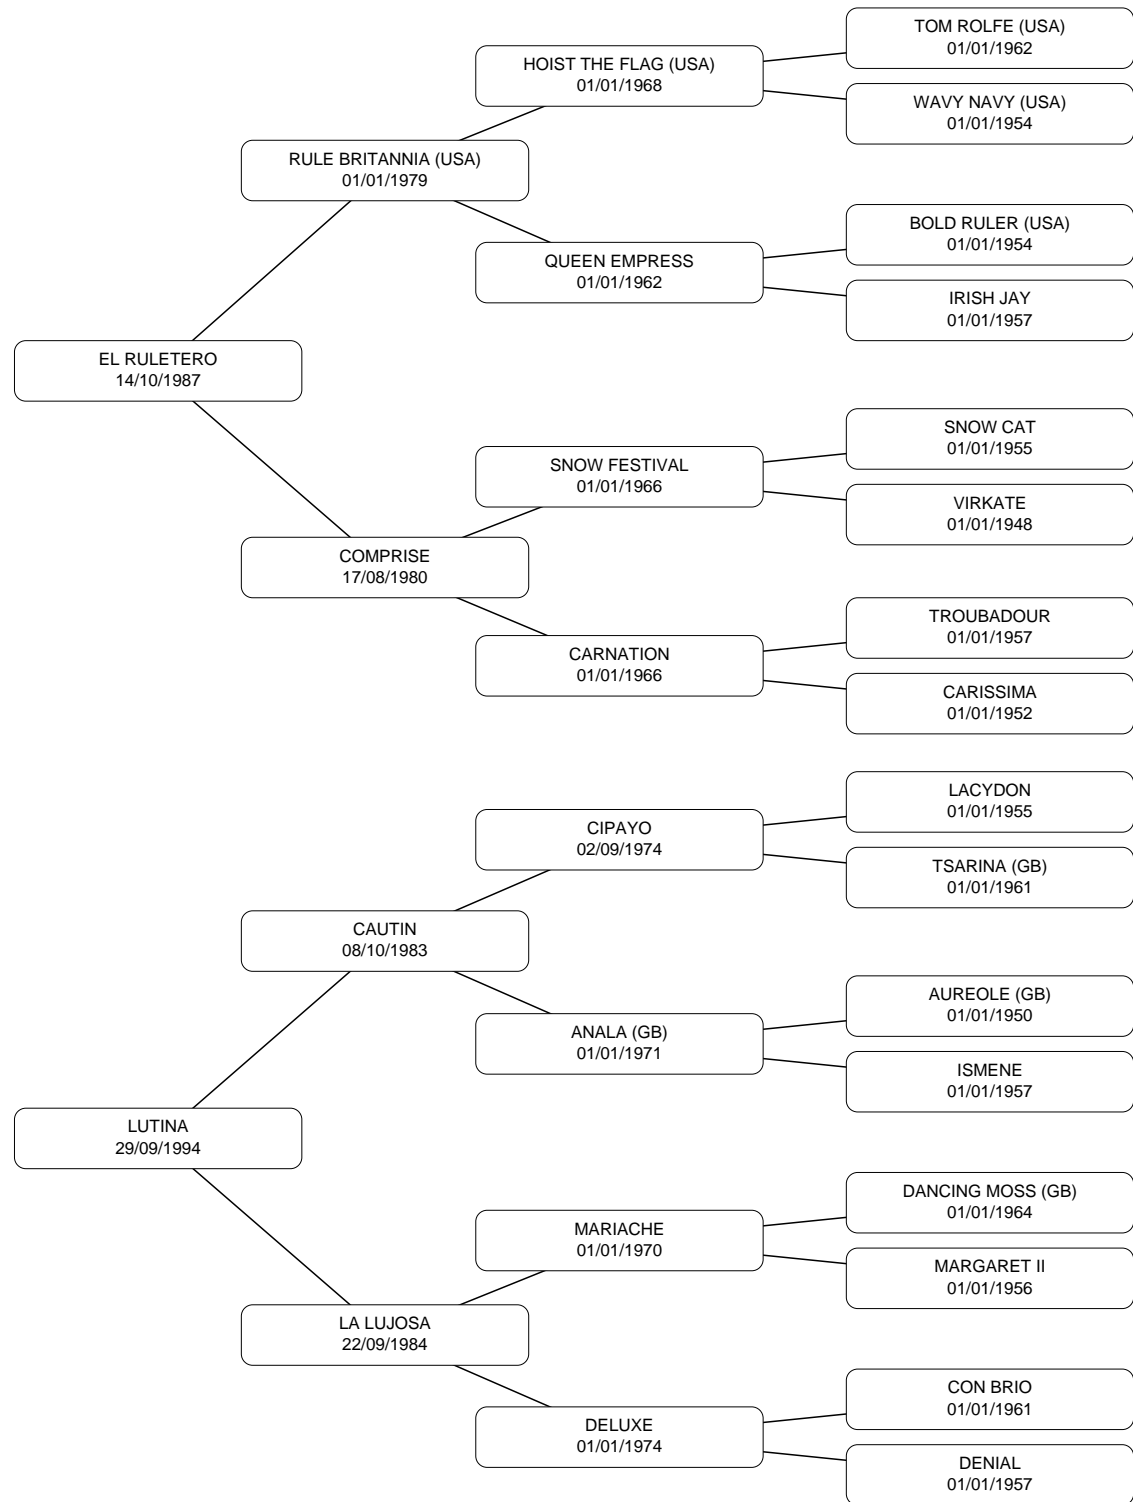 TOM ROLFE (USA)
01/01/1962
HOIST THE FLAG (USA)
01/01/1968
WAVY NAVY (USA)
01/01/1954
RULE BRITANNIA (USA)
01/01/1979
BOLD RULER (USA)
01/01/1954
QUEEN EMPRESS
01/01/1962
IRISH JAY
01/01/1957
EL RULETERO
14/10/1987
SNOW CAT
01/01/1955
SNOW FESTIVAL
01/01/1966
VIRKATE
01/01/1948
COMPRISE
17/08/1980
TROUBADOUR
01/01/1957
CARNATION
01/01/1966
CARISSIMA
01/01/1952
LACYDON
01/01/1955
CIPAYO
02/09/1974
TSARINA (GB)
01/01/1961
CAUTIN
08/10/1983
AUREOLE (GB)
01/01/1950
ANALA (GB)
01/01/1971
ISMENE
01/01/1957
LUTINA
29/09/1994
DANCING MOSS (GB)
01/01/1964
MARIACHE
01/01/1970
MARGARET II
01/01/1956
LA LUJOSA
22/09/1984
CON BRIO
01/01/1961
DELUXE
01/01/1974
DENIAL
01/01/1957